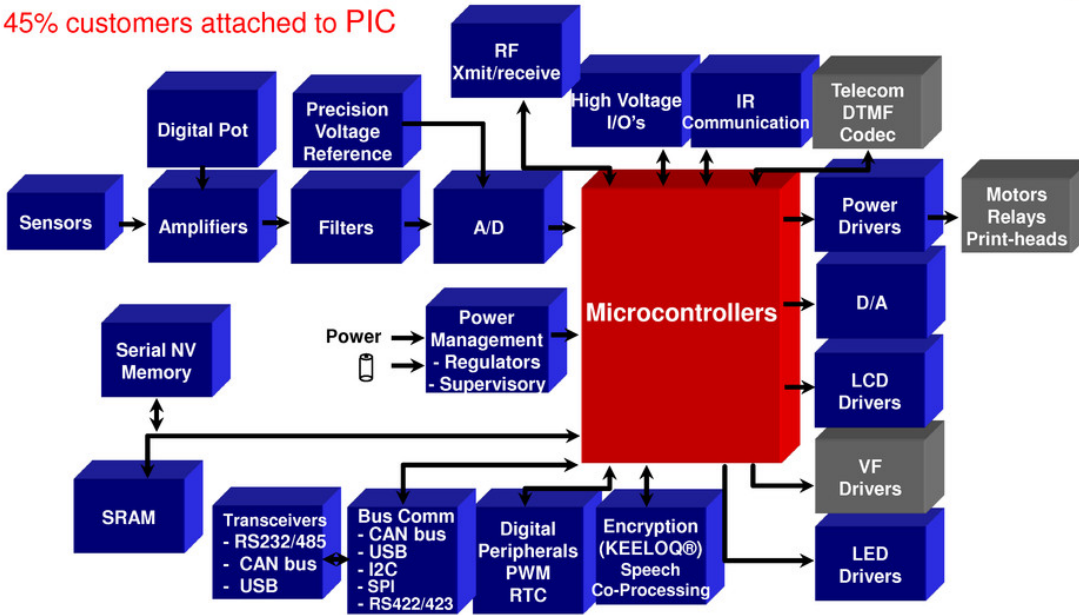 45% customers attached to PIC
RF
Xmit/receive
High Voltage
I/O's
IR
Communication
Telecom
DTMF
Codec
Digital Pot
Precision
Voltage
Reference
Sensors
Amplifiers
Filters
A/D
Microcontrollers
Power
Drivers
Motors
Relays
Print-heads
D/A
Power
Power
Management
- Regulators
- Supervisory
Serial NV
Memory
LCD
Drivers
VF
Drivers
SRAM
Transceivers
- RS232/485
- CAN bus
- USB
Bus Comm
- CAN bus
- USB
- I2C
- SPI
- RS422/423
Digital
Peripherals
PWM
RTC
Encryption
(KEELOQ®)
Speech
Co-Processing
LED
Drivers